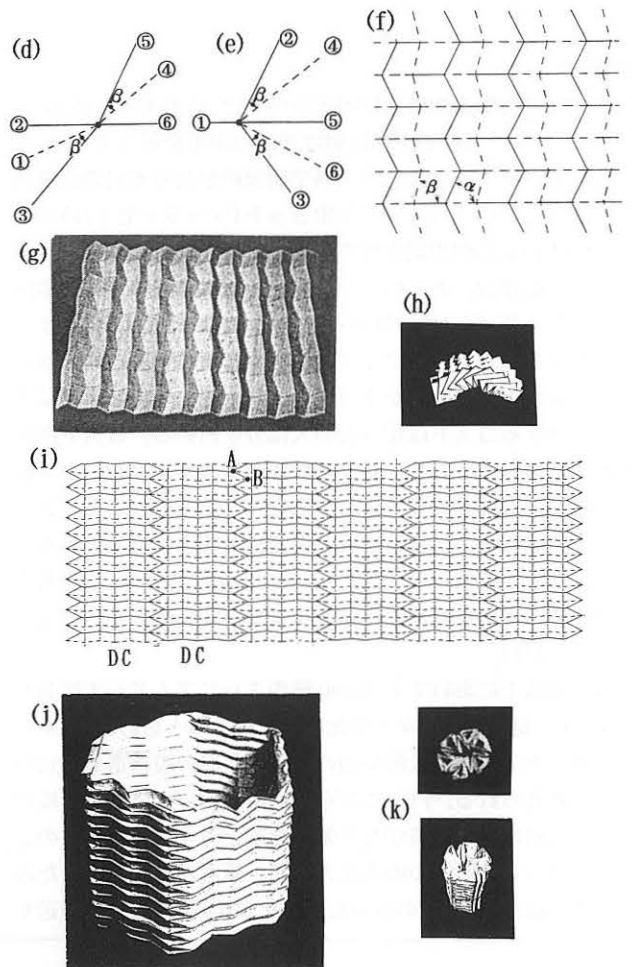 (d)
⑤
④
β
②
⑥
①
β
③
(e)
②
④
β
①
⑤
β
⑥
③
(f)
β
α
(g)
(h)
(i)
A
B
DC
DC
(j)
(k)